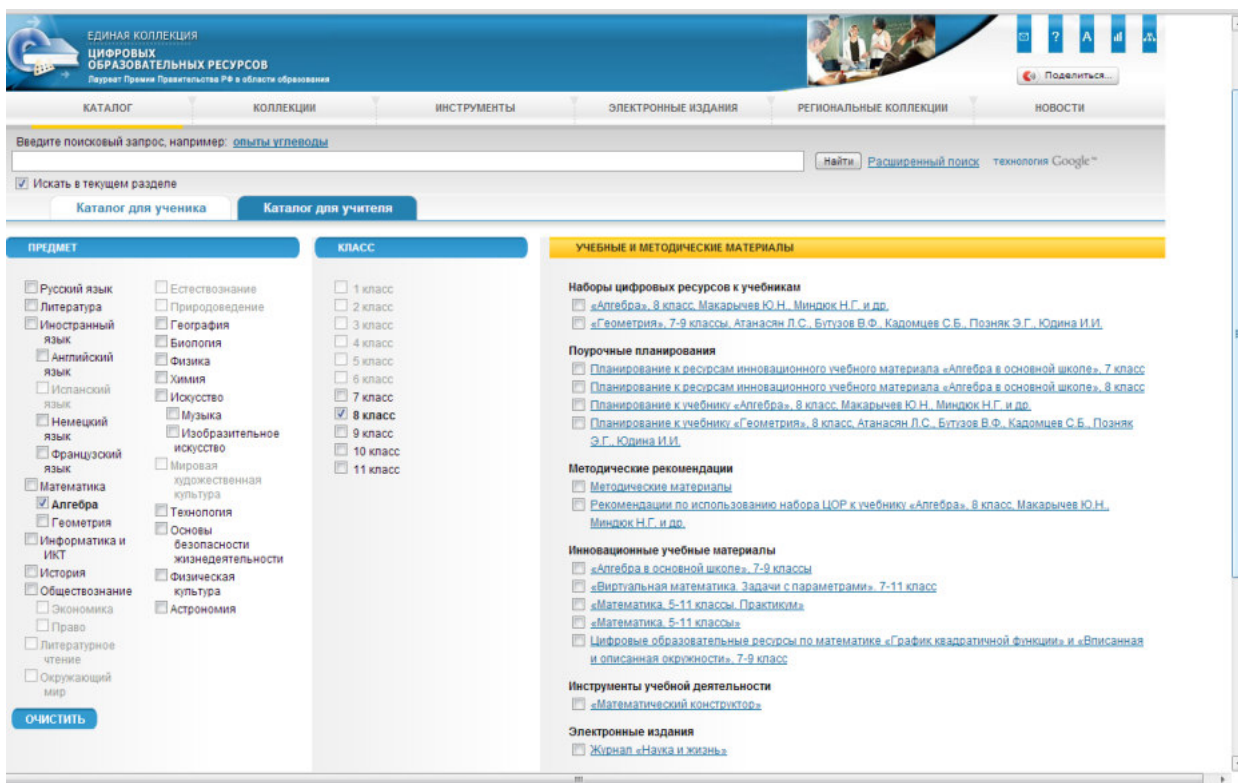 ЕДИНАЯ КОЛЛЕКЦИЯ
ЦИФРОВЫХ
ОБРАЗОВАТЕЛЬНЫХ РЕСУРСОВ
Лауреат Премии Правительства РФ в области образования
? A
Поделиться...
КАТАЛОГ КОЛЛЕКЦИИ ИНСТРУМЕНТЫ ЭЛЕКТРОННЫЕ ИЗДАНИЯ РЕГИОНАЛЬНЫЕ КОЛЛЕКЦИИ НОВОСТИ
Введите поисковый запрос, например: опыты углеводы
Найти Расширенный поиск технология Google™
Искать в текущем разделе
Каталог для ученика Каталог для учителя
ПРЕДМЕТ
Русский язык
Литература
Иностранный
язык
Английский
язык
Испанский
язык
Немецкий
язык
Французский
язык
Математика
Алгебра
Геометрия
Информатика и
ИКТ
История
Обществознание
Экономика
Право
Литературное
чтение
Окружающий
мир
Естествознание
Природоведение
География
Биология
Физика
Химия
Искусство
Музыка
Изобразительное
искусство
Мировая
художественная
культура
Технология
Основы
безопасности
жизнедеятельности
Физическая
культура
Астрономия
ОЧИСТИТЬ
КЛАСС
1 класс
2 класс
3 класс
4 класс
5 класс
6 класс
7 класс
8 класс
9 класс
10 класс
11 класс
УЧЕБНЫЕ И МЕТОДИЧЕСКИЕ МАТЕРИАЛЫ
Наборы цифровых ресурсов к учебникам
«Алгебра», 8 класс, Макарычев Ю.Н., Миндюк Н.Г. и др.
«Геометрия», 7-9 классы, Атанасян Л.С., Бутузов В.Ф., Кадомцев С.Б., Позняк Э.Г., Юдина И.И.
Поурочные планирования
Планирование к ресурсам инновационного учебного материала «Алгебра в основной школе», 7 класс
Планирование к ресурсам инновационного учебного материала «Алгебра в основной школе», 8 класс
Планирование к учебнику «Алгебра», 8 класс, Макарычев Ю.Н., Миндюк Н.Г. и др.
Планирование к учебнику «Геометрия», 8 класс, Атанасян Л.С., Бутузов В.Ф., Кадомцев С.Б., Позняк
Э.Г., Юдина И.И.
Методические рекомендации
Методические материалы
Рекомендации по использованию набора ЦОР к учебнику «Алгебра», 8 класс, Макарычев Ю.Н.,
Миндюк Н.Г. и др.
Инновационные учебные материалы
«Алгебра в основной школе», 7-9 классы
«Виртуальная математика. Задачи с параметрами», 7-11 класс
«Математика, 5-11 классы. Практикум»
«Математика, 5-11 классы»
Цифровые образовательные ресурсы по математике «График квадратичной функции» и «Вписанная
и описанная окружности», 7-9 класс
Инструменты учебной деятельности
«Математический конструктор»
Электронные издания
Журнал «Наука и жизнь»